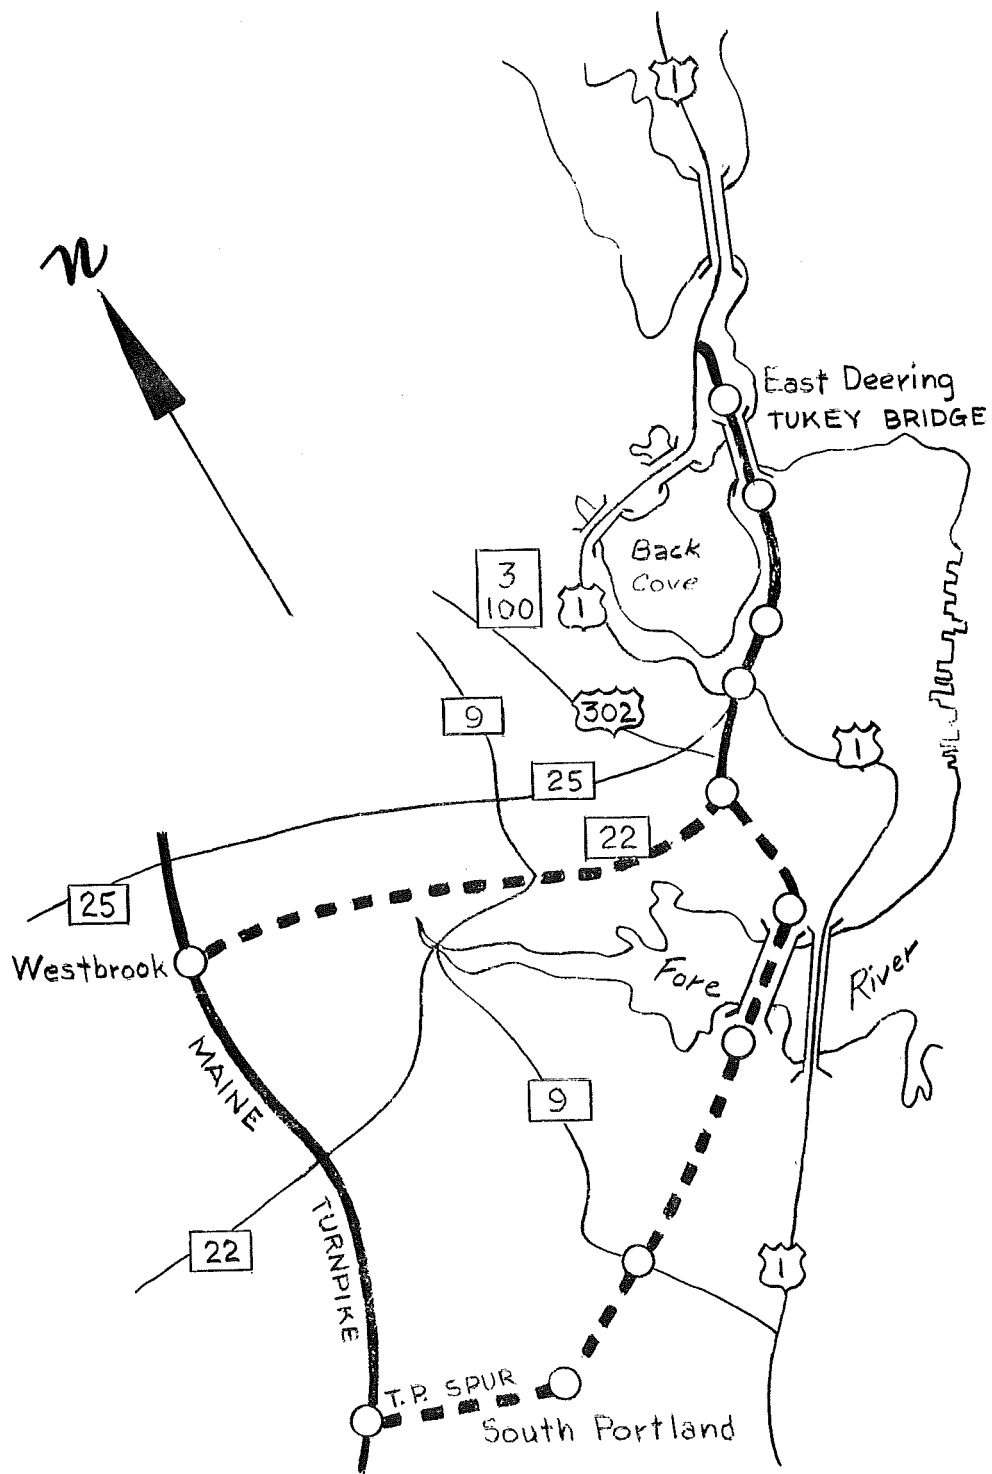 1
n
East Deering
TUKEY BRIDGE
Back
Cove
3
100
1
9
302
1
25
22
25
Westbrook
Fore
River
MAINE
9
22
TURNPIKE
1
T.P. SPUR
South Portland